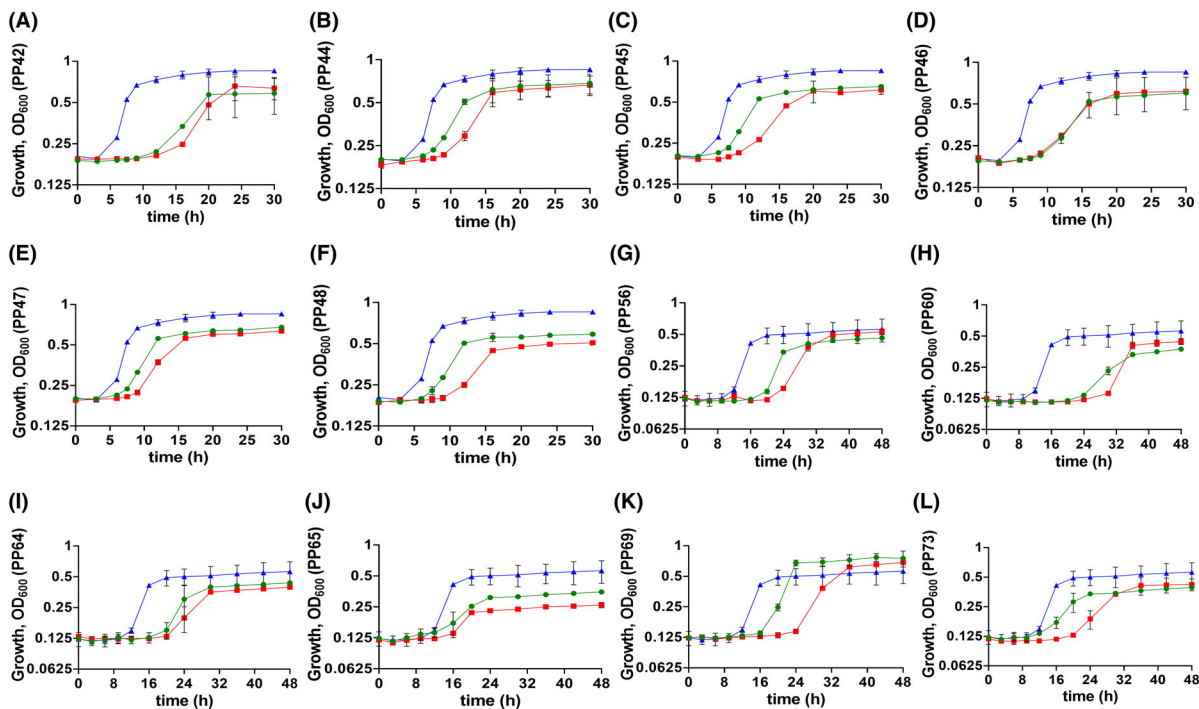 (A)
Growth, OD600 (PP42)
1
0.5
0.25
0.125
0 5 10 15 20 25 30
time (h)
(B)
Growth, OD600 (PP44)
1
0.5
0.25
0.125
0 5 10 15 20 25 30
time (h)
(C)
Growth, OD600 (PP45)
1
0.5
0.25
0.125
0 5 10 15 20 25 30
time (h)
(D)
Growth, OD600 (PP46)
1
0.5
0.25
0.125
0 5 10 15 20 25 30
time (h)
(E)
Growth, OD600 (PP47)
1
0.5
0.25
0.125
0 5 10 15 20 25 30
time (h)
(F)
Growth, OD600 (PP48)
1
0.5
0.25
0.125
0 5 10 15 20 25 30
time (h)
(G)
Growth, OD600 (PP56)
1
0.5
0.25
0.125
0.0625
0 8 16 24 32 40 48
time (h)
(H)
Growth, OD600 (PP60)
1
0.5
0.25
0.125
0.0625
0 8 16 24 32 40 48
time (h)
(I)
Growth, OD600 (PP64)
1
0.5
0.25
0.125
0.0625
0 8 16 24 32 40 48
time (h)
(J)
Growth, OD600 (PP65)
1
0.5
0.25
0.125
0.0625
0 8 16 24 32 40 48
time (h)
(K)
Growth, OD600 (PP69)
1
0.5
0.25
0.125
0.0625
0 8 16 24 32 40 48
time (h)
(L)
Growth, OD600 (PP73)
1
0.5
0.25
0.125
0.0625
0 8 16 24 32 40 48
time (h)